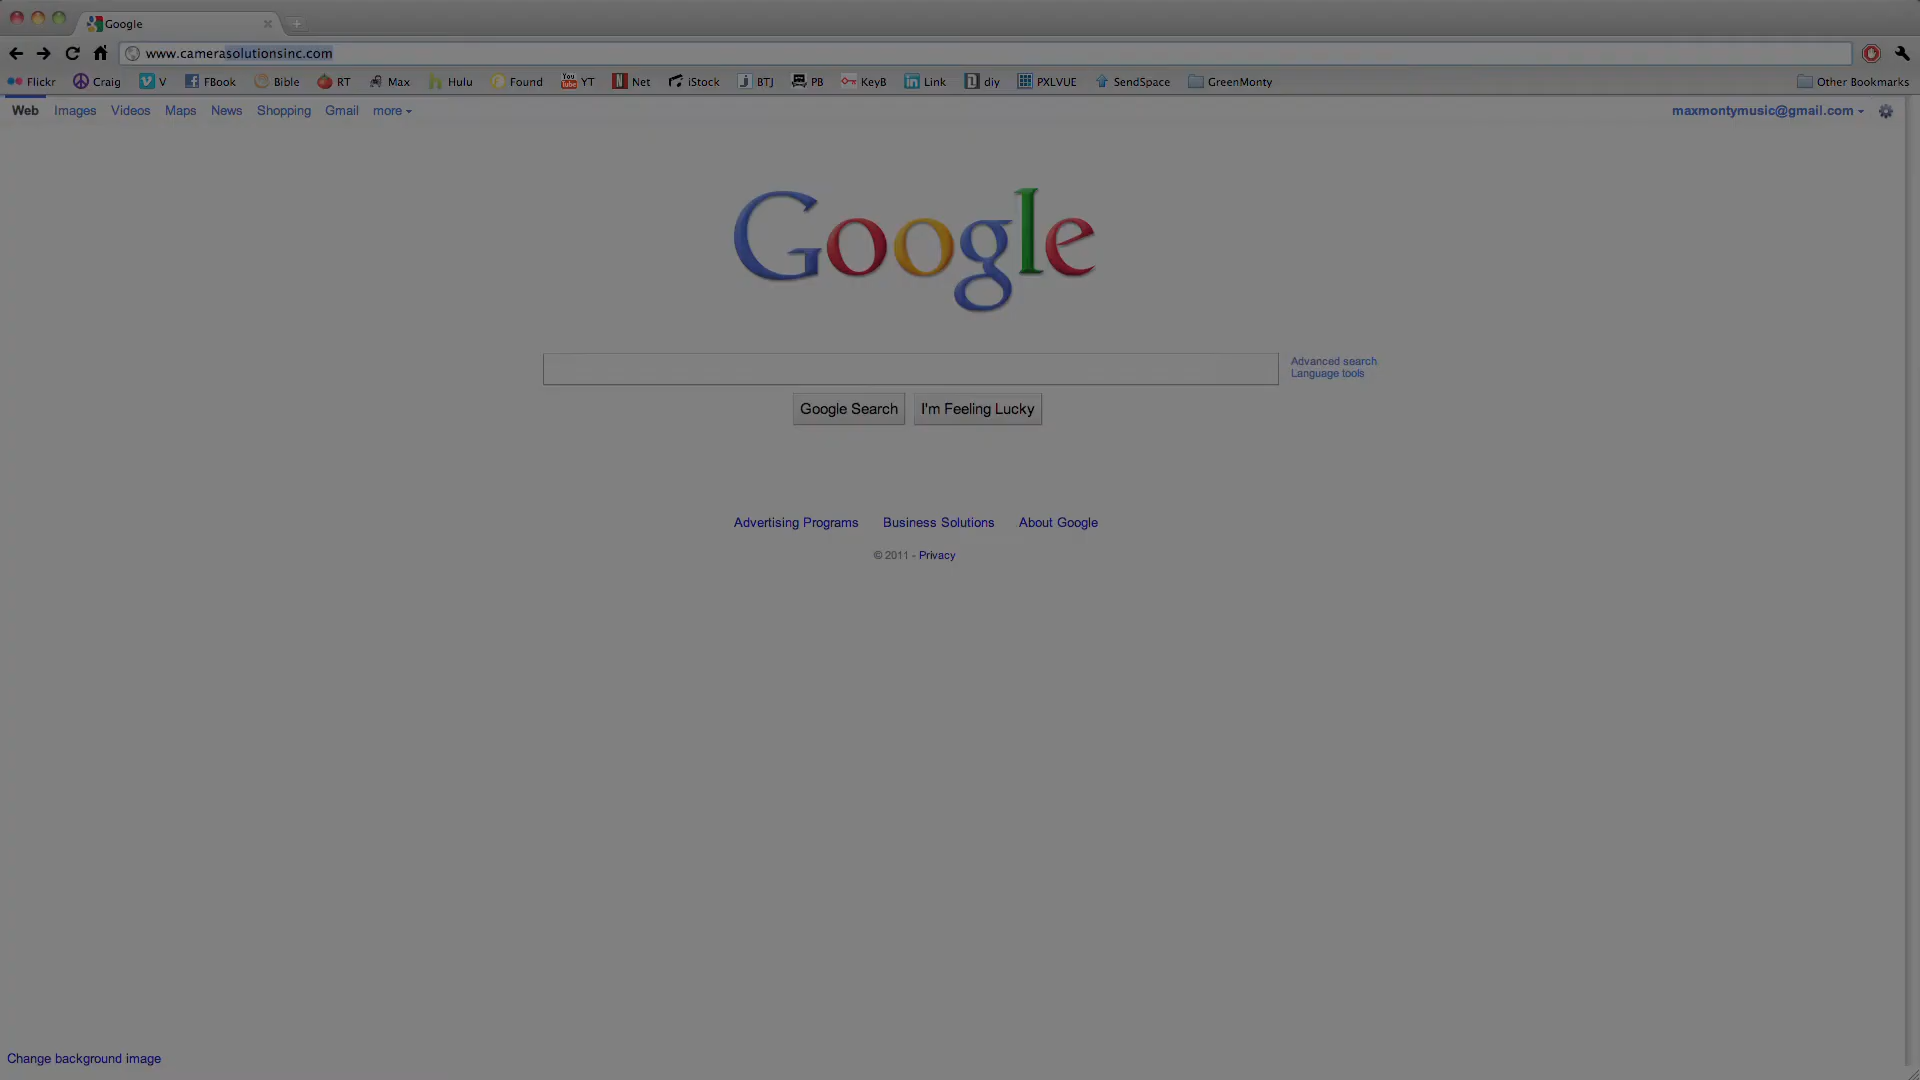 Google
www.camerasolutionsinc.com
Flickr Craig V FBook Bible RT Max Hulu Found YT Net iStock BTJ PB KeyB Link diy PXLVUE SendSpace GreenMonty Other Bookmarks
Web Images Videos Maps News Shopping Gmail more maxmontymusic@gmail.com
Google
Advanced search
Language tools
Google Search I'm Feeling Lucky
Advertising Programs Business Solutions About Google
© 2011 - Privacy
Change background image